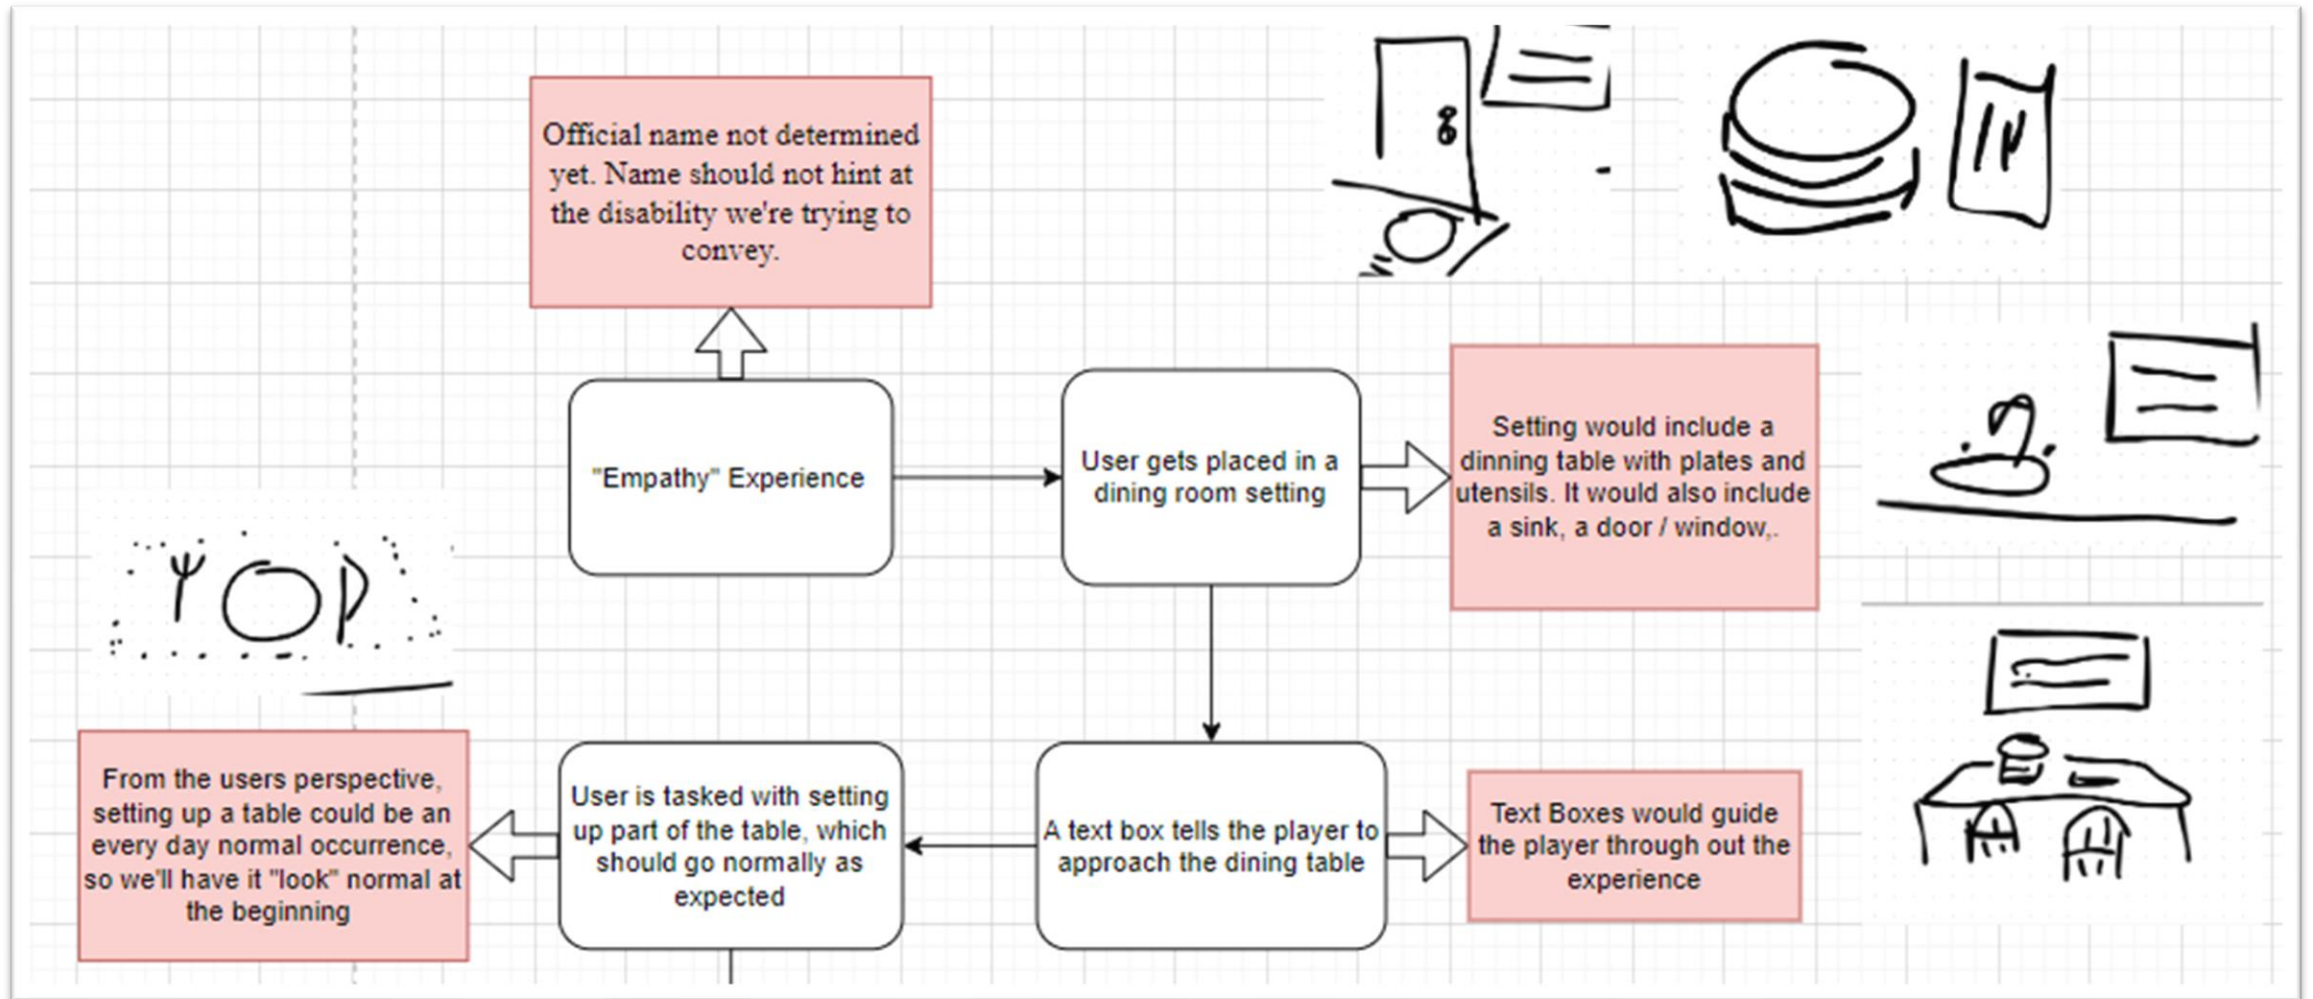 Official name not determined
yet. Name should not hint at
the disability we're trying to
convey.
"Empathy" Experience
User gets placed in a
dining room setting
Setting would include a
dinning table with plates and
utensils. It would also include
a sink, a door / window,.
A text box tells the player to
approach the dining table
Text Boxes would guide
the player through out the
experience
User is tasked with setting
up part of the table, which
should go normally as
expected
From the users perspective,
setting up a table could be an
every day normal occurrence,
so we'll have it "look" normal at
the beginning